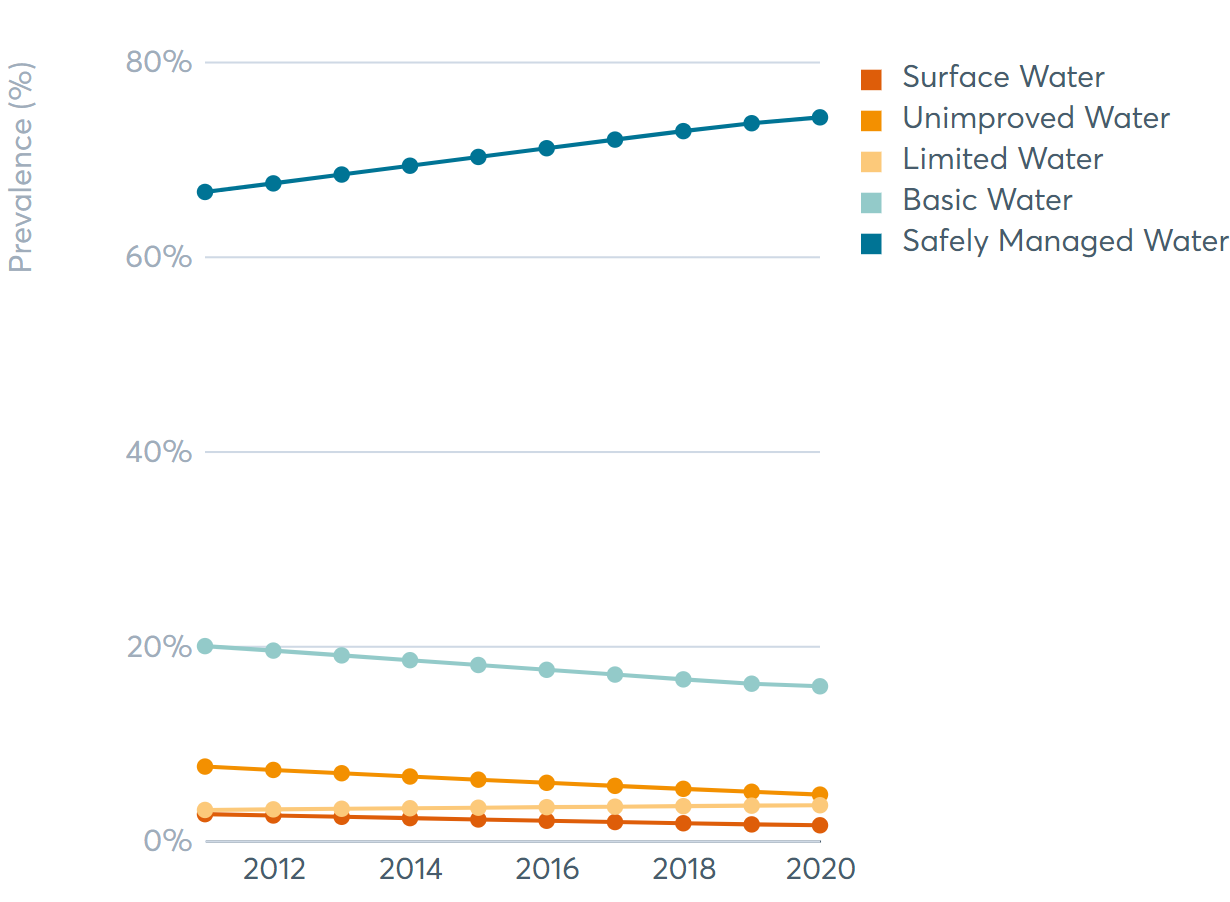 Prevalence (%)
80%
60%
40%
20%
0%
2012
2014
2016
2018
2020
Surface Water
Unimproved Water
Limited Water
Basic Water
Safely Managed Water